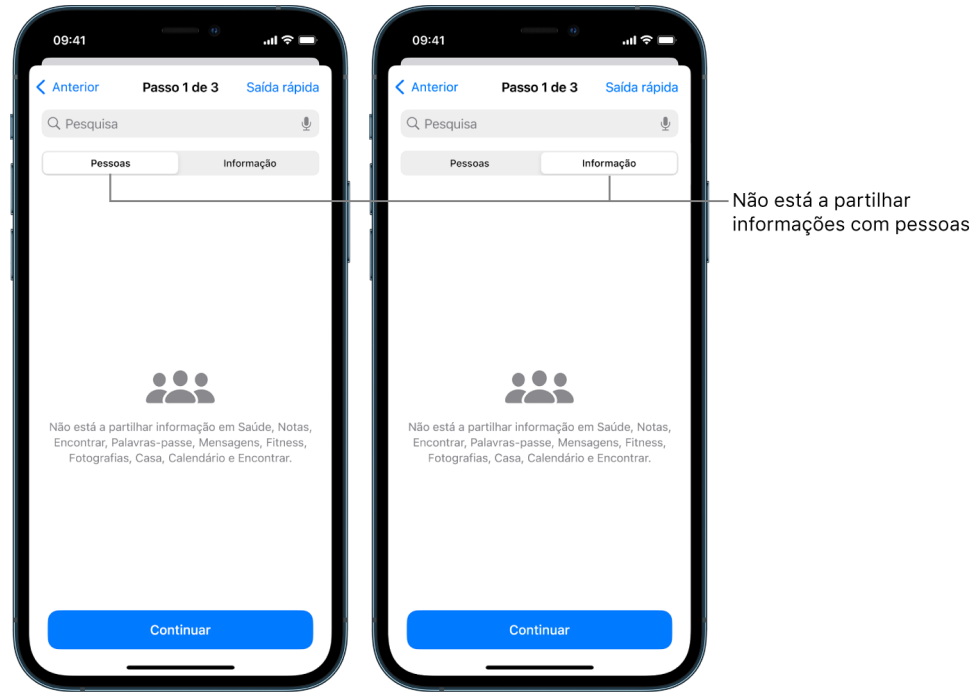 09:41
Anterior
Passo 1 de 3
Saída rápida
Pesquisa
Pessoas
Informação
Não está a partilhar informação em Saúde, Notas,
Encontrar, Palavras-passe, Mensagens, Fitness,
Fotografias, Casa, Calendário e Encontrar.
Continuar
09:41
Anterior
Passo 1 de 3
Saída rápida
Pesquisa
Pessoas
Informação
Não está a partilhar informação em Saúde, Notas,
Encontrar, Palavras-passe, Mensagens, Fitness,
Fotografias, Casa, Calendário e Encontrar.
Continuar
Não está a partilhar
informações com pessoas